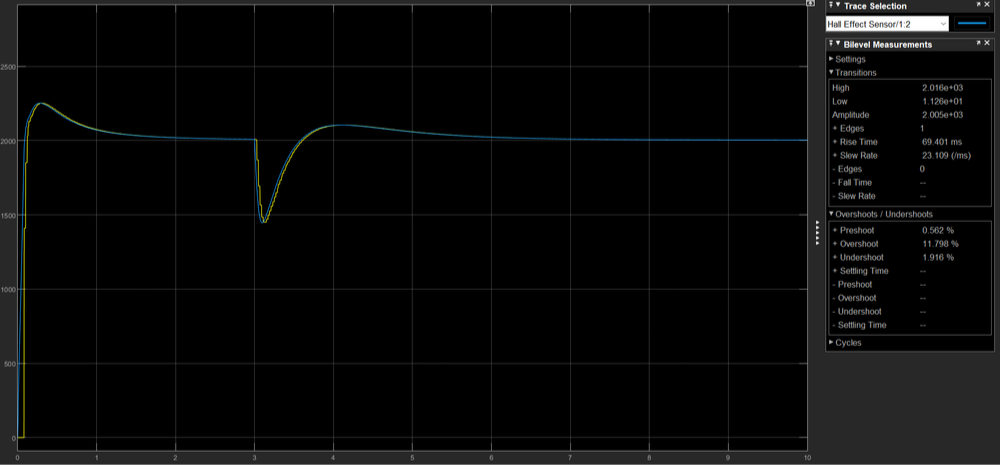 Trace Selection
Hall Effect Sensor/1:2
Bilevel Measurements
Settings
Transitions
High 2.016e+03
Low 1.126e+01
Amplitude 2.005e+03
+ Edges 1
+ Rise Time 69.401 ms
+ Slew Rate 23.109 (/ms)
- Edges 0
- Fall Time --
- Slew Rate --
Overshoots / Undershoots
+ Preshoot 0.562 %
+ Overshoot 11.798 %
+ Undershoot 1.916 %
+ Settling Time --
- Preshoot --
- Overshoot --
- Undershoot --
- Settling Time --
Cycles
2500
2000
1500
1000
500
0
0 1 2 3 4 5 6 7 8 9 10